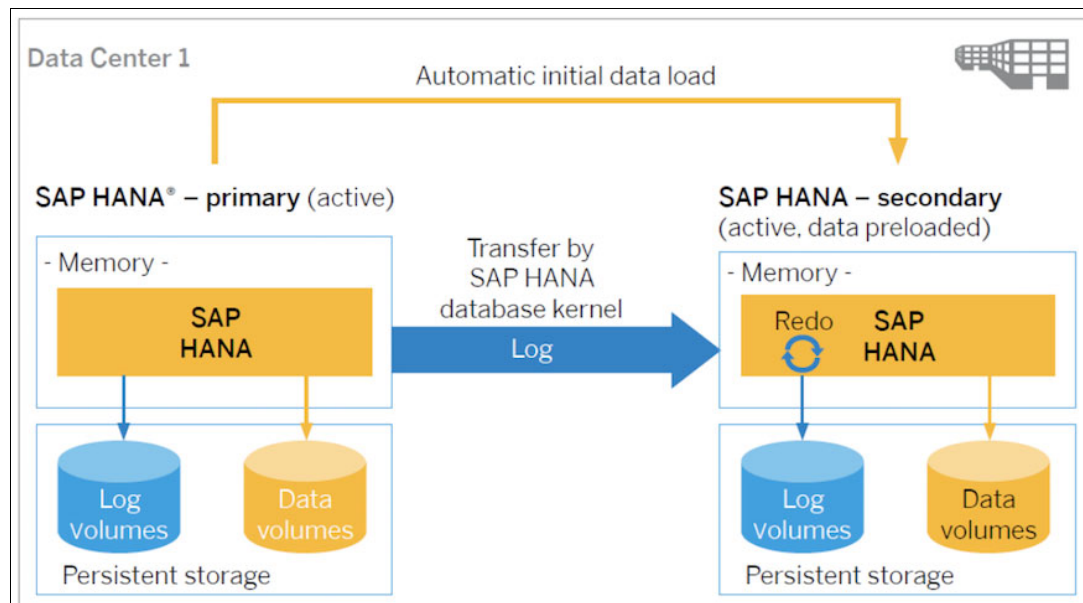 Data Center 1
Automatic initial data load
SAP HANA® – primary (active)
SAP HANA – secondary
(active, data preloaded)
- Memory -
SAP
HANA
Transfer by
SAP HANA
database kernel
Log
- Memory -
Redo
SAP
HANA
Log
volumes
Data
volumes
Persistent storage
Log
volumes
Data
volumes
Persistent storage